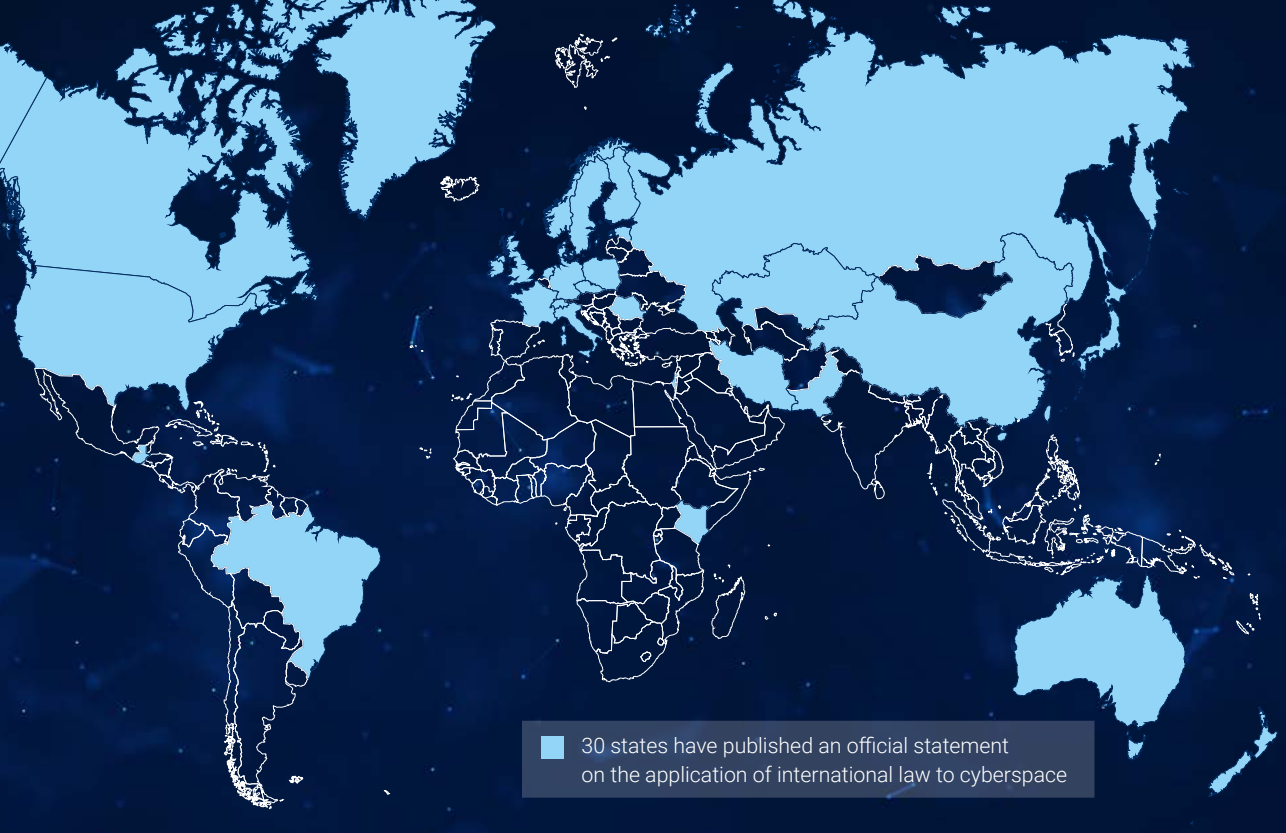 30 states have published an official statement
on the application of international law to cyberspace